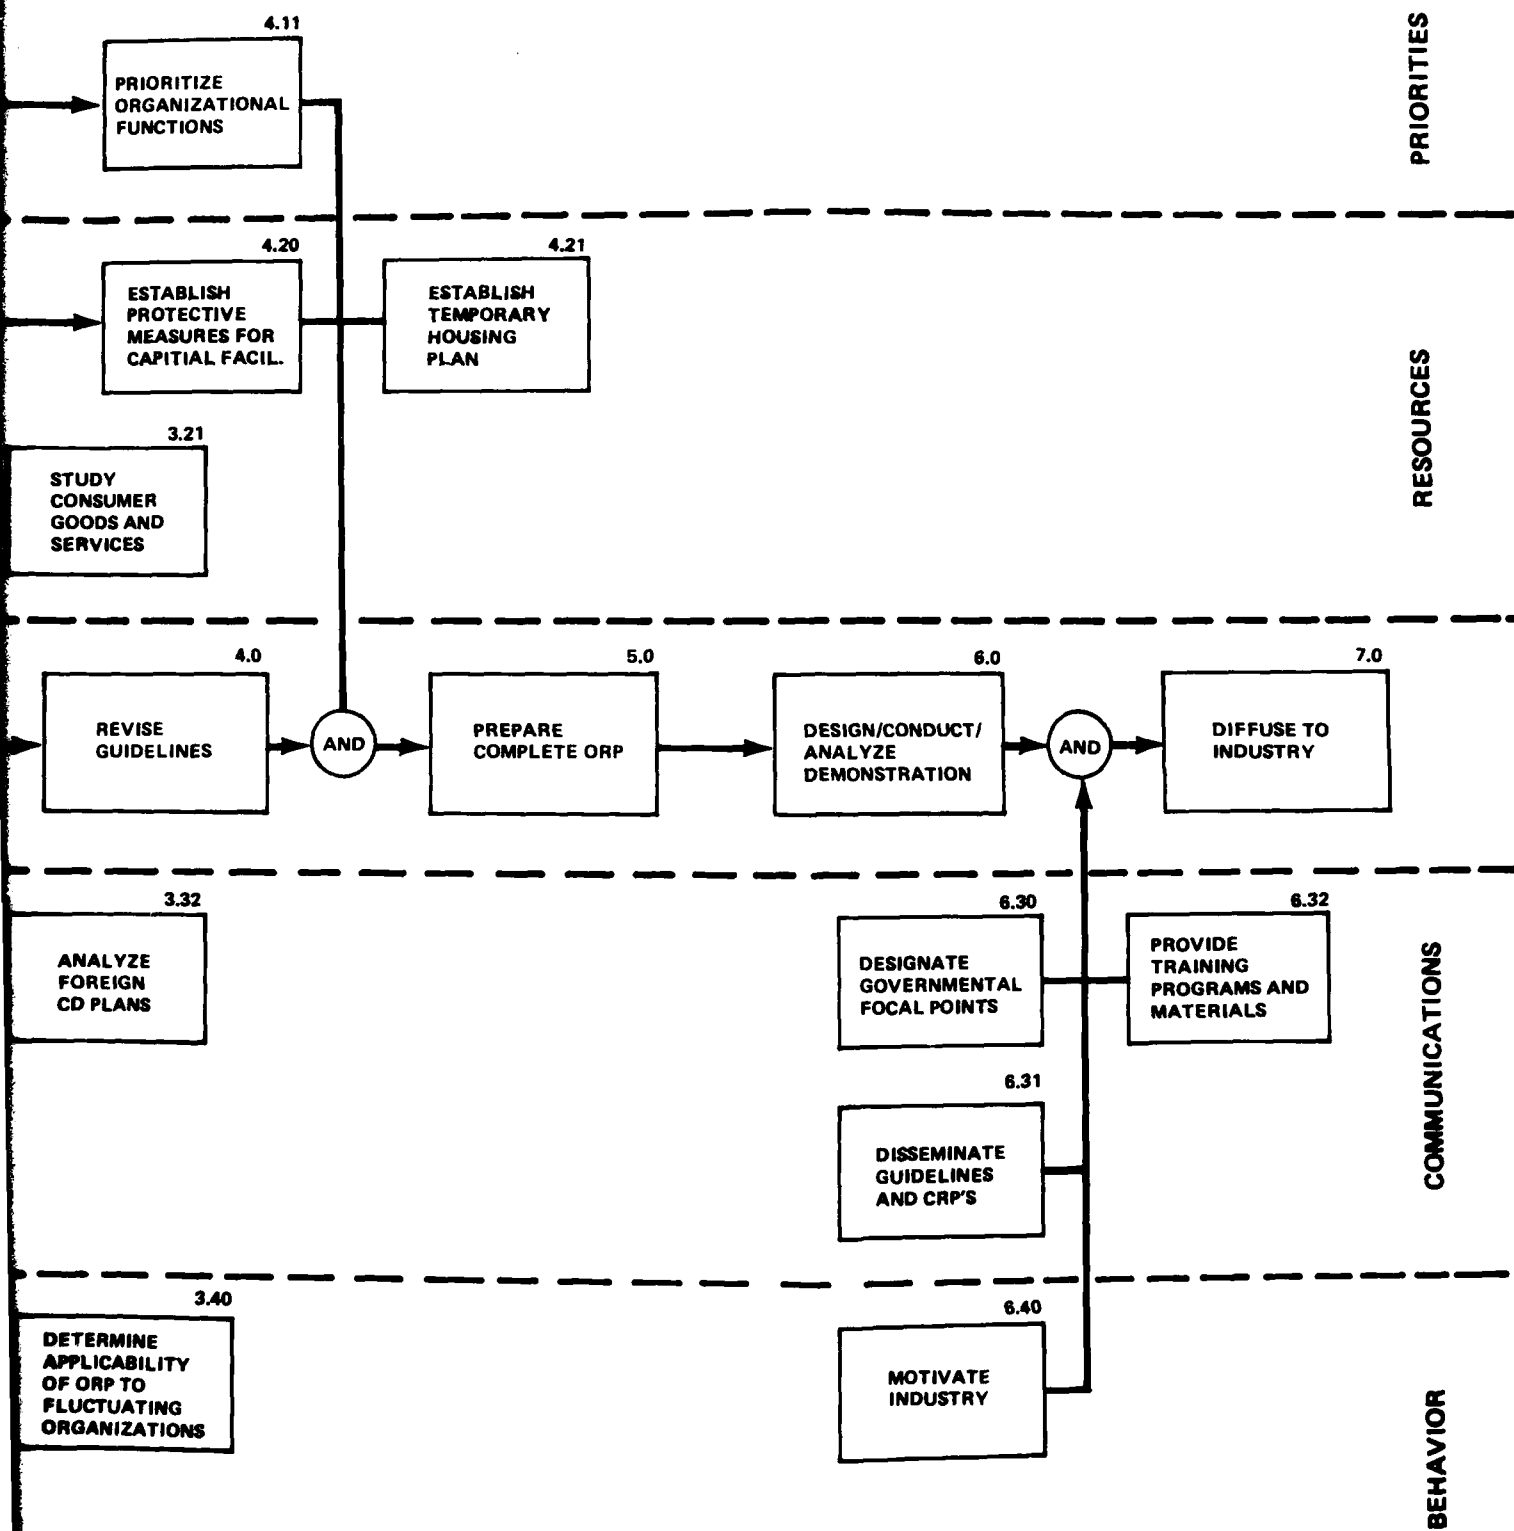 4.11
PRIORITIZE
ORGANIZATIONAL
FUNCTIONS
PRIORITIES
4.20
ESTABLISH
PROTECTIVE
MEASURES FOR
CAPITIAL FACIL.
4.21
ESTABLISH
TEMPORARY
HOUSING
PLAN
3.21
STUDY
CONSUMER
GOODS AND
SERVICES
RESOURCES
4.0
REVISE
GUIDELINES
AND
5.0
PREPARE
COMPLETE ORP
6.0
DESIGN/CONDUCT/
ANALYZE
DEMONSTRATION
AND
7.0
DIFFUSE TO
INDUSTRY
3.32
ANALYZE
FOREIGN
CD PLANS
6.30
DESIGNATE
GOVERNMENTAL
FOCAL POINTS
6.32
PROVIDE
TRAINING
PROGRAMS AND
MATERIALS
6.31
DISSEMINATE
GUIDELINES
AND CRP'S
COMMUNICATIONS
3.40
DETERMINE
APPLICABILITY
OF ORP TO
FLUCTUATING
ORGANIZATIONS
6.40
MOTIVATE
INDUSTRY
BEHAVIOR